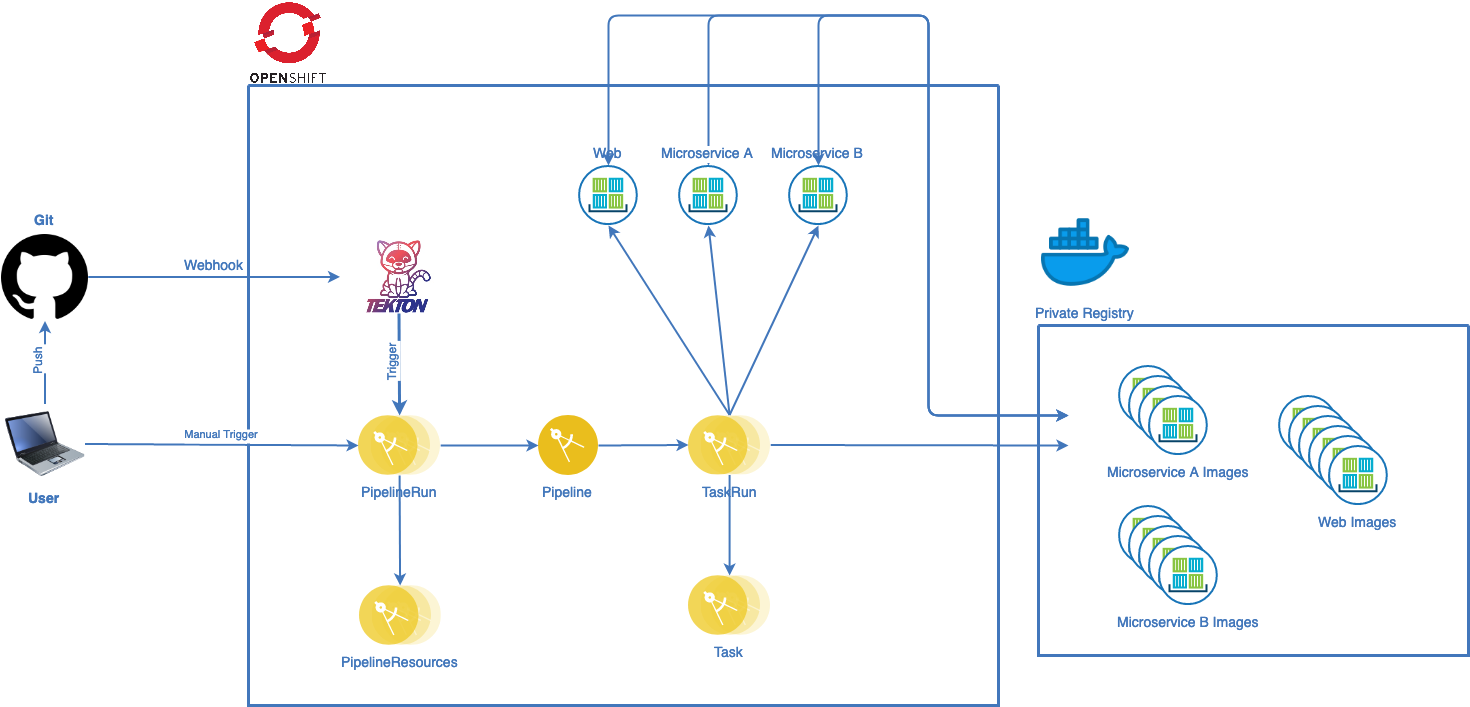 OPENSHIFT
Web
Microservice A
Microservice B
Git
Webhook
TEKTON
Private Registry
Push
Trigger
Manual Trigger
User
PipelineRun
Pipeline
TaskRun
Microservice A Images
Web Images
Microservice B Images
PipelineResources
Task